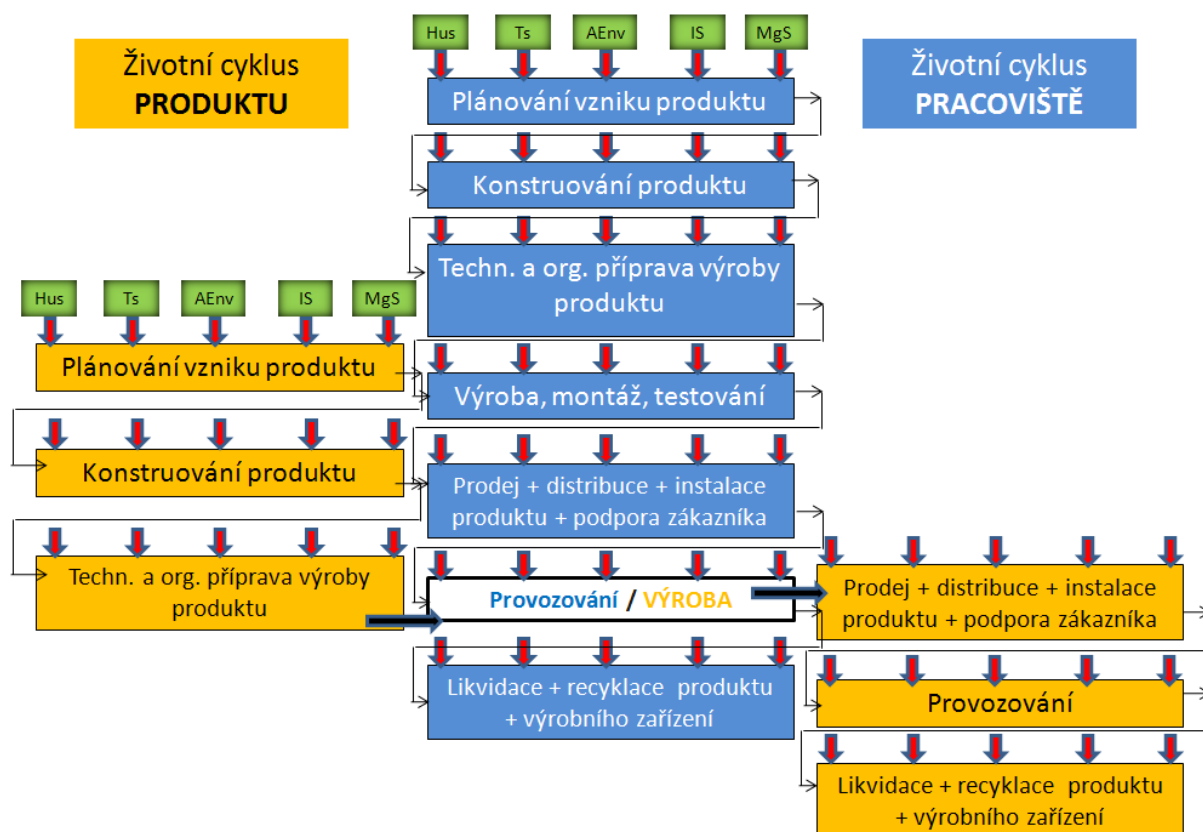 Životní cyklus
PRODUKTU
Hus
Ts
AEnv
IS
MgS
Životní cyklus
PRACOVIŠTĚ
Plánování vzniku produktu
Konstruování produktu
Techn. a org. příprava výroby
produktu
Hus
Ts
AEnv
IS
MgS
Plánování vzniku produktu
Výroba, montáž, testování
Konstruování produktu
Prodej + distribuce + instalace
produktu + podpora zákazníka
Techn. a org. příprava výroby
produktu
Provozování / VÝROBA
Prodej + distribuce + instalace
produktu + podpora zákazníka
Likvidace + recyklace produktu
+ výrobního zařízení
Provozování
Likvidace + recyklace produktu
+ výrobního zařízení